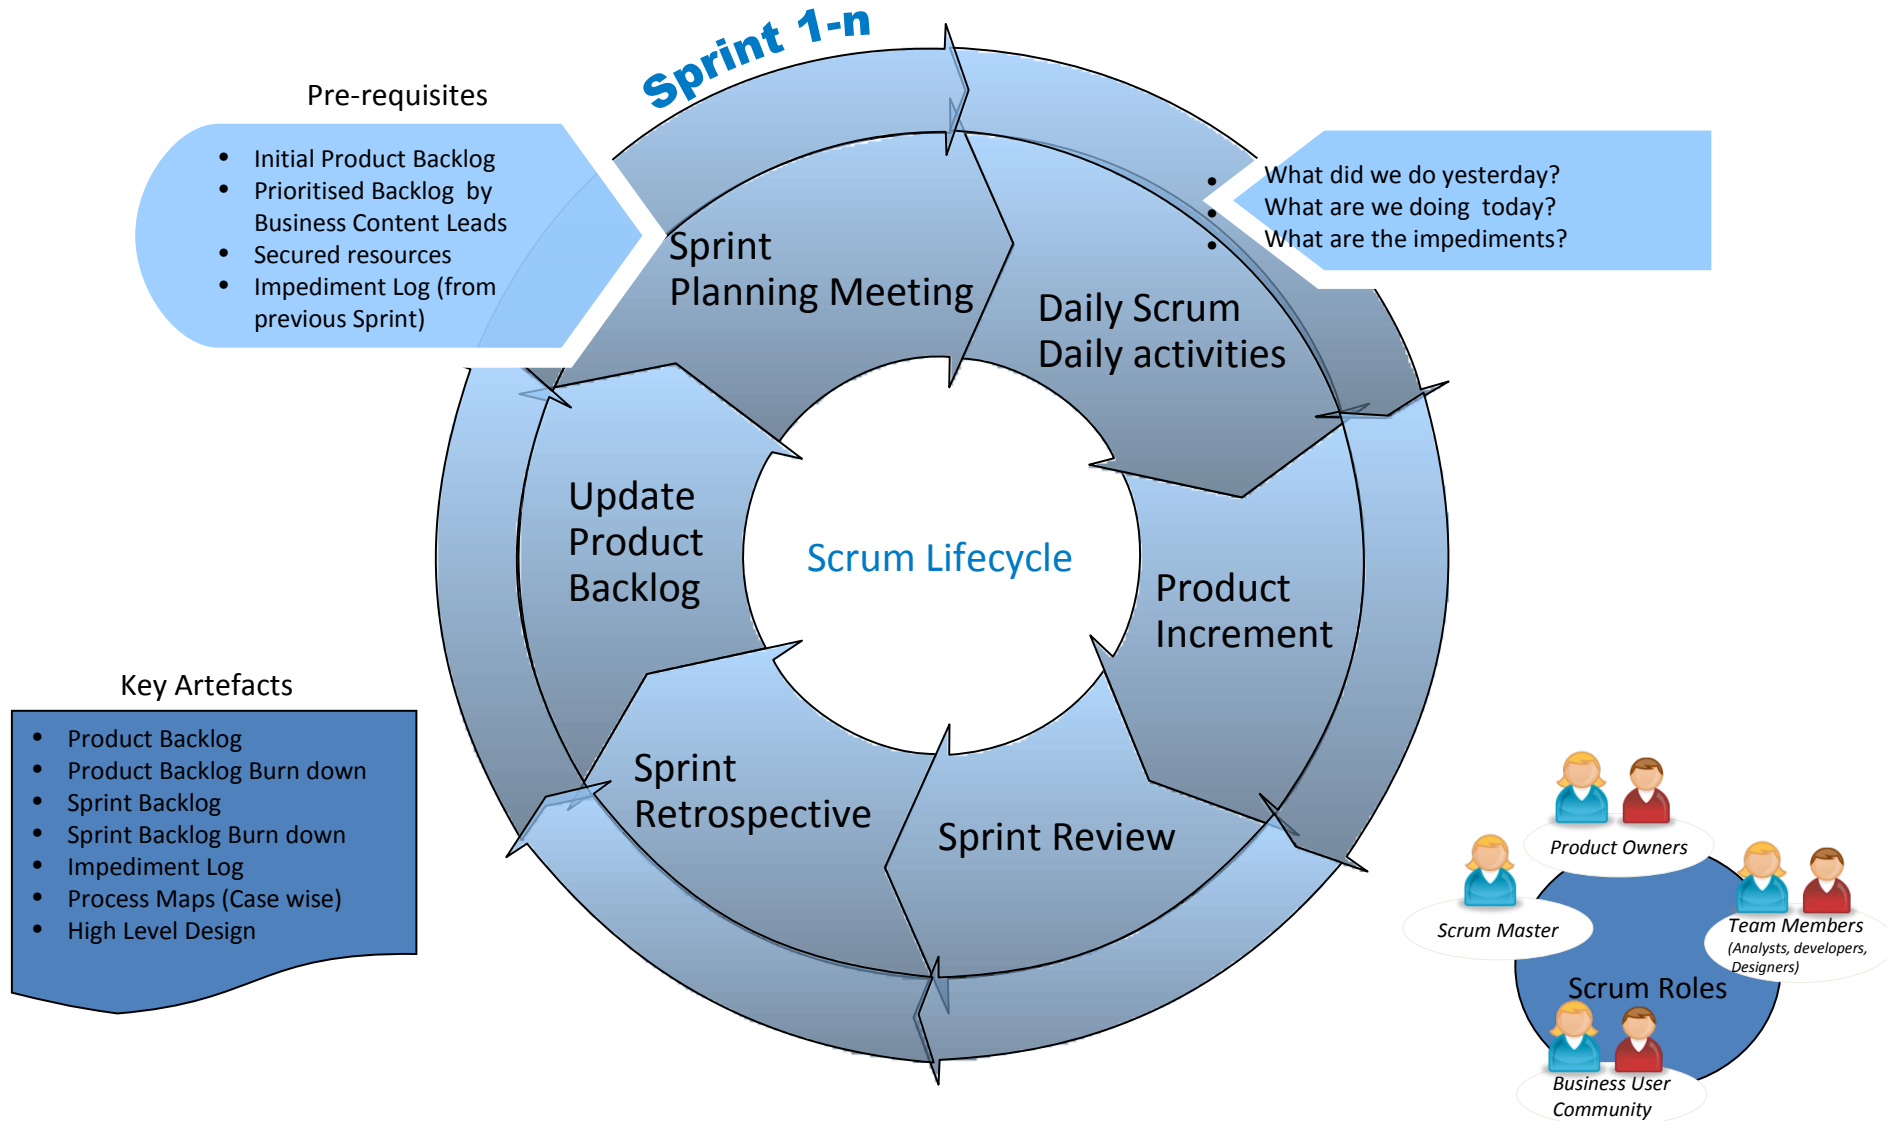 Sprint 1-n
Pre-requisites
• Initial Product Backlog
• Prioritised Backlog by
Business Content Leads
• Secured resources
• Impediment Log (from
previous Sprint)
• What did we do yesterday?
• What are we doing today?
• What are the impediments?
Sprint
Planning Meeting
Daily Scrum
Daily activities
Update
Product
Backlog
Scrum Lifecycle
Product
Increment
Sprint
Retrospective
Sprint Review
Key Artefacts
• Product Backlog
• Product Backlog Burn down
• Sprint Backlog
• Sprint Backlog Burn down
• Impediment Log
• Process Maps (Case wise)
• High Level Design
Product Owners
Scrum Master
Team Members
(Analysts, developers,
Designers)
Scrum Roles
Business User
Community